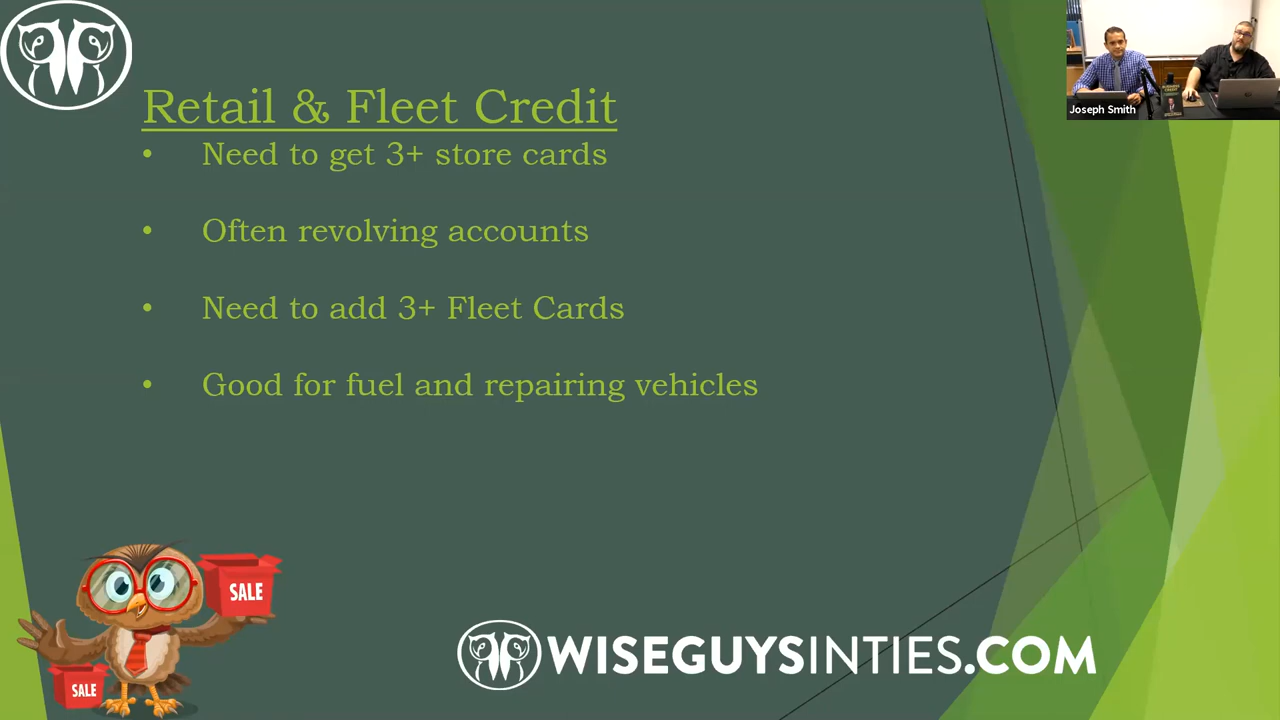 Retail & Fleet Credit
• Need to get 3+ store cards
• Often revolving accounts
• Need to add 3+ Fleet Cards
• Good for fuel and repairing vehicles
Joseph Smith
SALE
SALE
WISEGUYSINTIES.COM